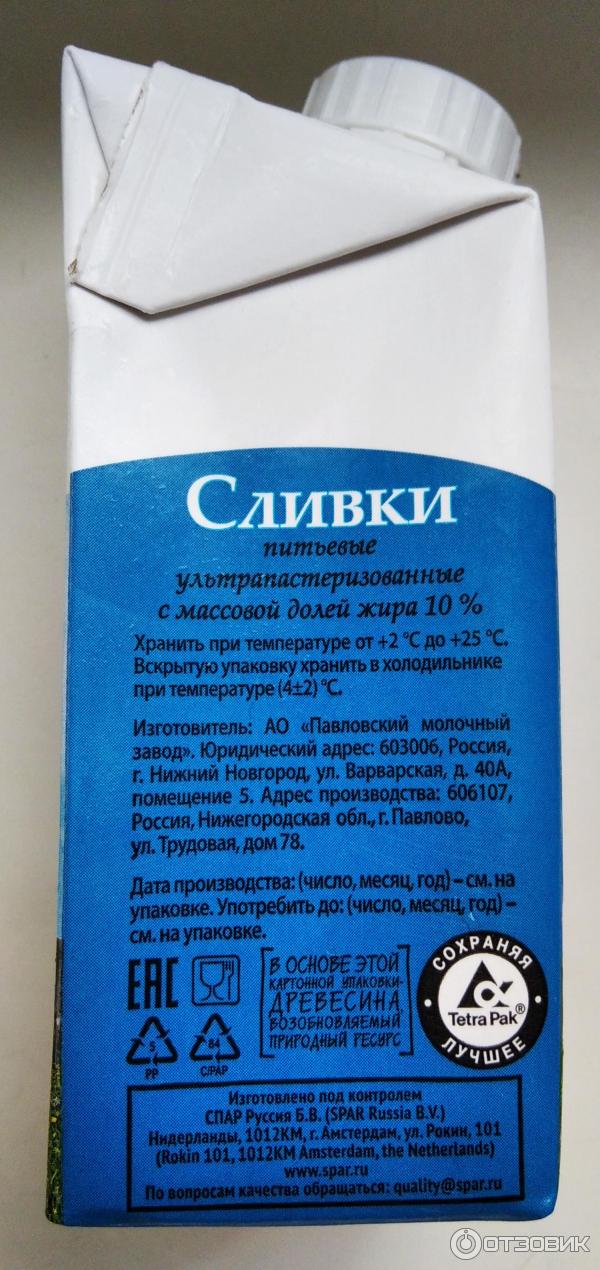 Сливки
питьевые
ультрапастеризованные
с массовой долей жира 10 %
Хранить при температуре от +2 °С до +25 °С.
Вскрытую упаковку хранить в холодильнике
при температуре (4±2) °С.
Изготовитель: АО «Павловский молочный
завод». Юридический адрес: 603006, Россия,
г. Нижний Новгород, ул. Варварская, д. 40А,
помещение 5. Адрес производства: 606107,
Россия, Нижегородская обл., г. Павлово,
ул. Трудовая, дом 78.
Дата производства: (число, месяц, год) – см. на
упаковке. Употребить до: (число, месяц, год) –
см. на упаковке.
ЕАС
5
PP
84
C/PAP
В ОСНОВЕ ЭТОЙ
КАРТОННОЙ УПАКОВКИ-
ДРЕВЕСИНА,
ВОЗОБНОВЛЯЕМЫЙ
ПРИРОДНЫЙ РЕСУРС
СОХРАНЯЯ
Tetra Pak®
ЛУЧШЕЕ
Изготовлено под контролем
СПАР Руссия Б.В. (SPAR Russia B.V.)
Нидерланды, 1012КМ, г. Амстердам, ул. Рокин, 101
(Rokin 101, 1012KM Amsterdam, the Netherlands)
www.spar.ru
По вопросам качества обращаться: quality@spar.ru
ОТЗОВИК